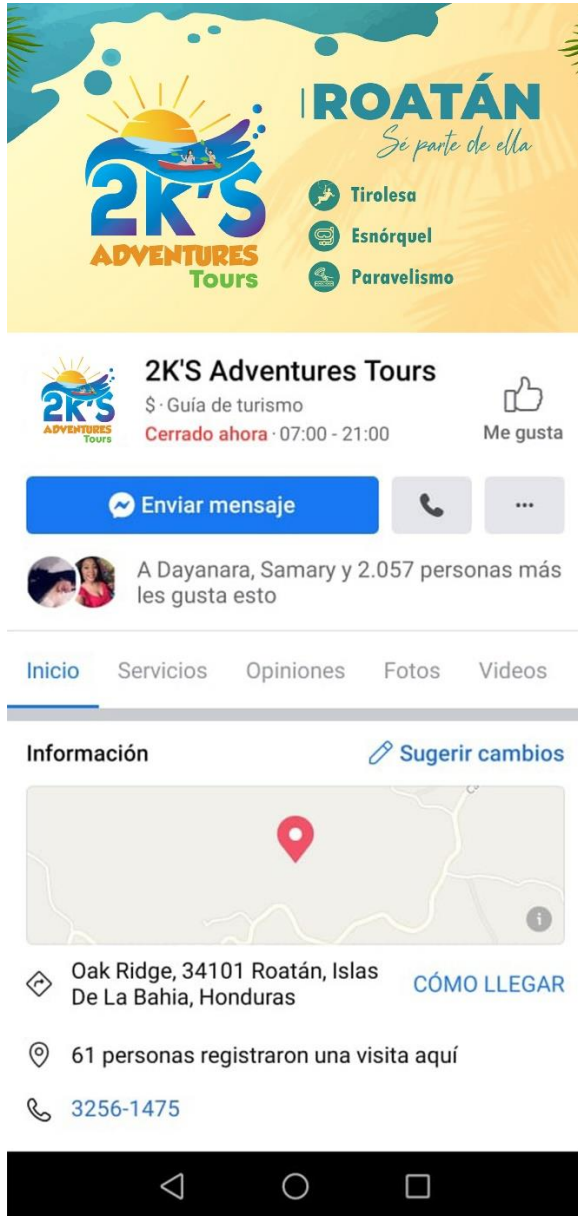 ROATÁN
Sé parte de ella
2K'S
ADVENTURES
Tours
Tirolesa
Esnórquel
Paravelismo
2K'S
ADVENTURES
Tours
2K'S Adventures Tours
$ · Guía de turismo
Cerrado ahora · 07:00 - 21:00
Me gusta
Enviar mensaje
...
A Dayanara, Samary y 2.057 personas más
les gusta esto
Inicio Servicios Opiniones Fotos Videos
Información
Sugerir cambios
Oak Ridge, 34101 Roatán, Islas
De La Bahia, Honduras
CÓMO LLEGAR
61 personas registraron una visita aquí
3256-1475